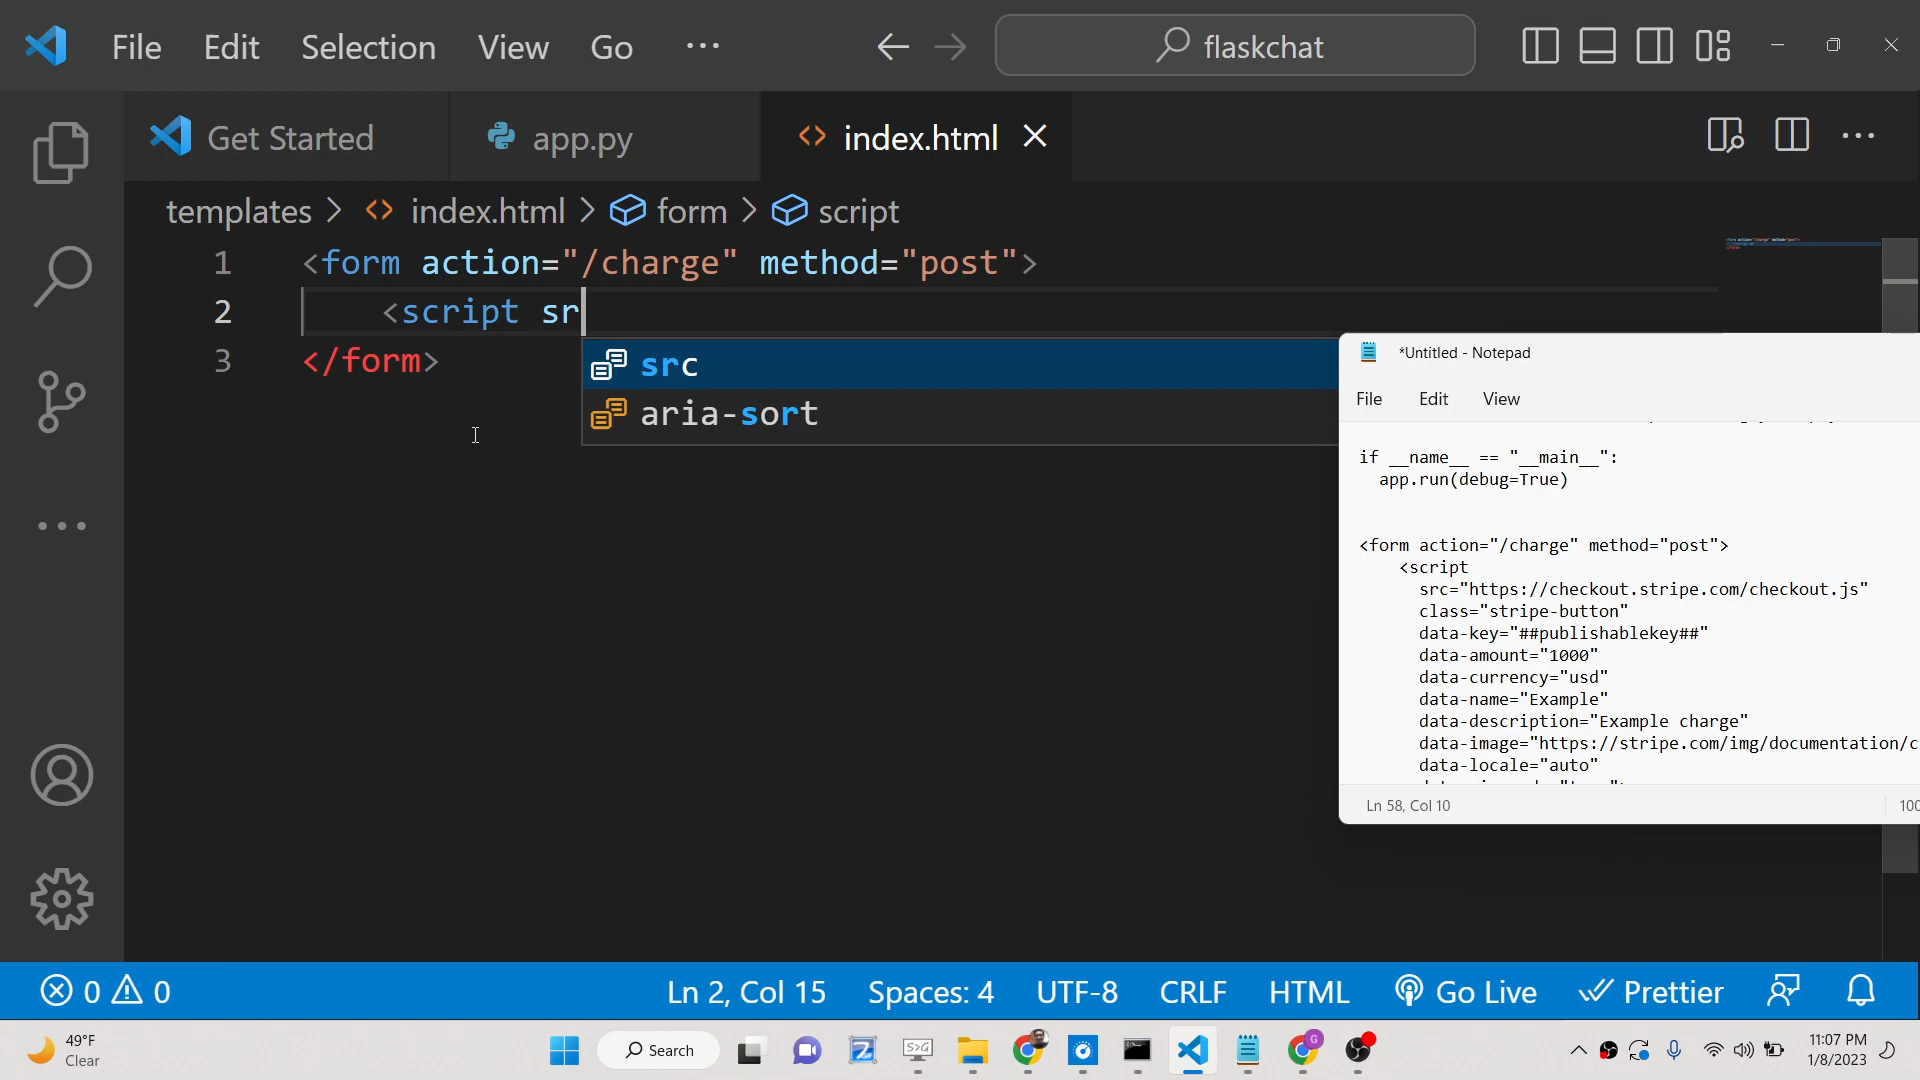 File Edit Selection View Go ··· flaskchat
Get Started app.py index.html
templates > index.html > form > script
1 <form action="/charge" method="post">
2 <script sr
3 </form>
src
aria-sort
*Untitled - Notepad
File Edit View
if __name__ == "__main__":
app.run(debug=True)
<form action="/charge" method="post">
<script
src="https://checkout.stripe.com/checkout.js"
class="stripe-button"
data-key="##publishablekey##"
data-amount="1000"
data-currency="usd"
data-name="Example"
data-description="Example charge"
data-image="https://stripe.com/img/documentation/c
data-locale="auto"
Ln 58, Col 10 100
0 0 Ln 2, Col 15 Spaces: 4 UTF-8 CRLF HTML Go Live Prettier
49°F
Clear
Search
11:07 PM
1/8/2023